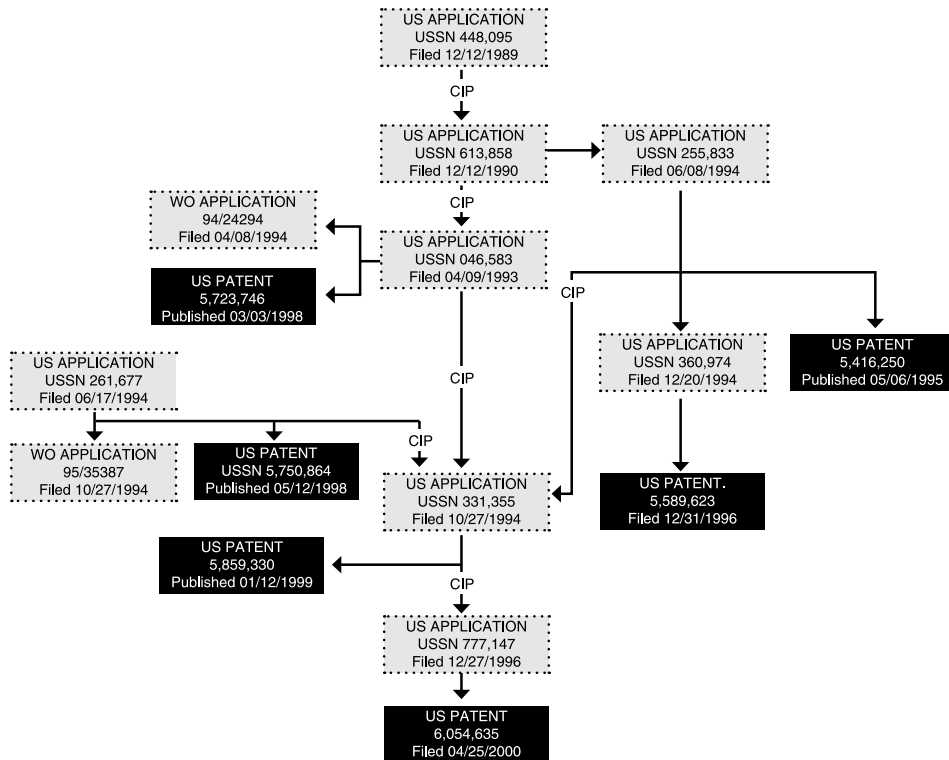 US APPLICATION
USSN 448,095
Filed 12/12/1989
CIP
US APPLICATION
USSN 613,858
Filed 12/12/1990
US APPLICATION
USSN 255,833
Filed 06/08/1994
CIP
WO APPLICATION
94/24294
Filed 04/08/1994
US APPLICATION
USSN 046,583
Filed 04/09/1993
US PATENT
5,723,746
Published 03/03/1998
CIP
US APPLICATION
USSN 261,677
Filed 06/17/1994
CIP
US APPLICATION
USSN 360,974
Filed 12/20/1994
US PATENT
5,416,250
Published 05/06/1995
WO APPLICATION
95/35387
Filed 10/27/1994
US PATENT
USSN 5,750,864
Published 05/12/1998
CIP
US APPLICATION
USSN 331,355
Filed 10/27/1994
US PATENT.
5,589,623
Filed 12/31/1996
US PATENT
5,859,330
Published 01/12/1999
CIP
US APPLICATION
USSN 777,147
Filed 12/27/1996
US PATENT
6,054,635
Filed 04/25/2000